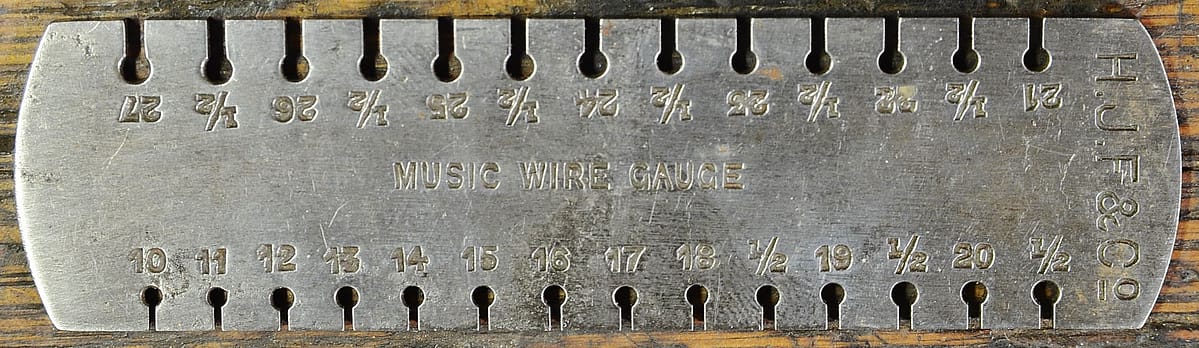 27 ½ 26 ½ 25 ½ 24 ½ 23 ½ 22 ½ 21
MUSIC WIRE GAUGE
10 11 12 13 14 15 16 17 18 ½ 19 ½ 20 ½
H.J.F&Cº